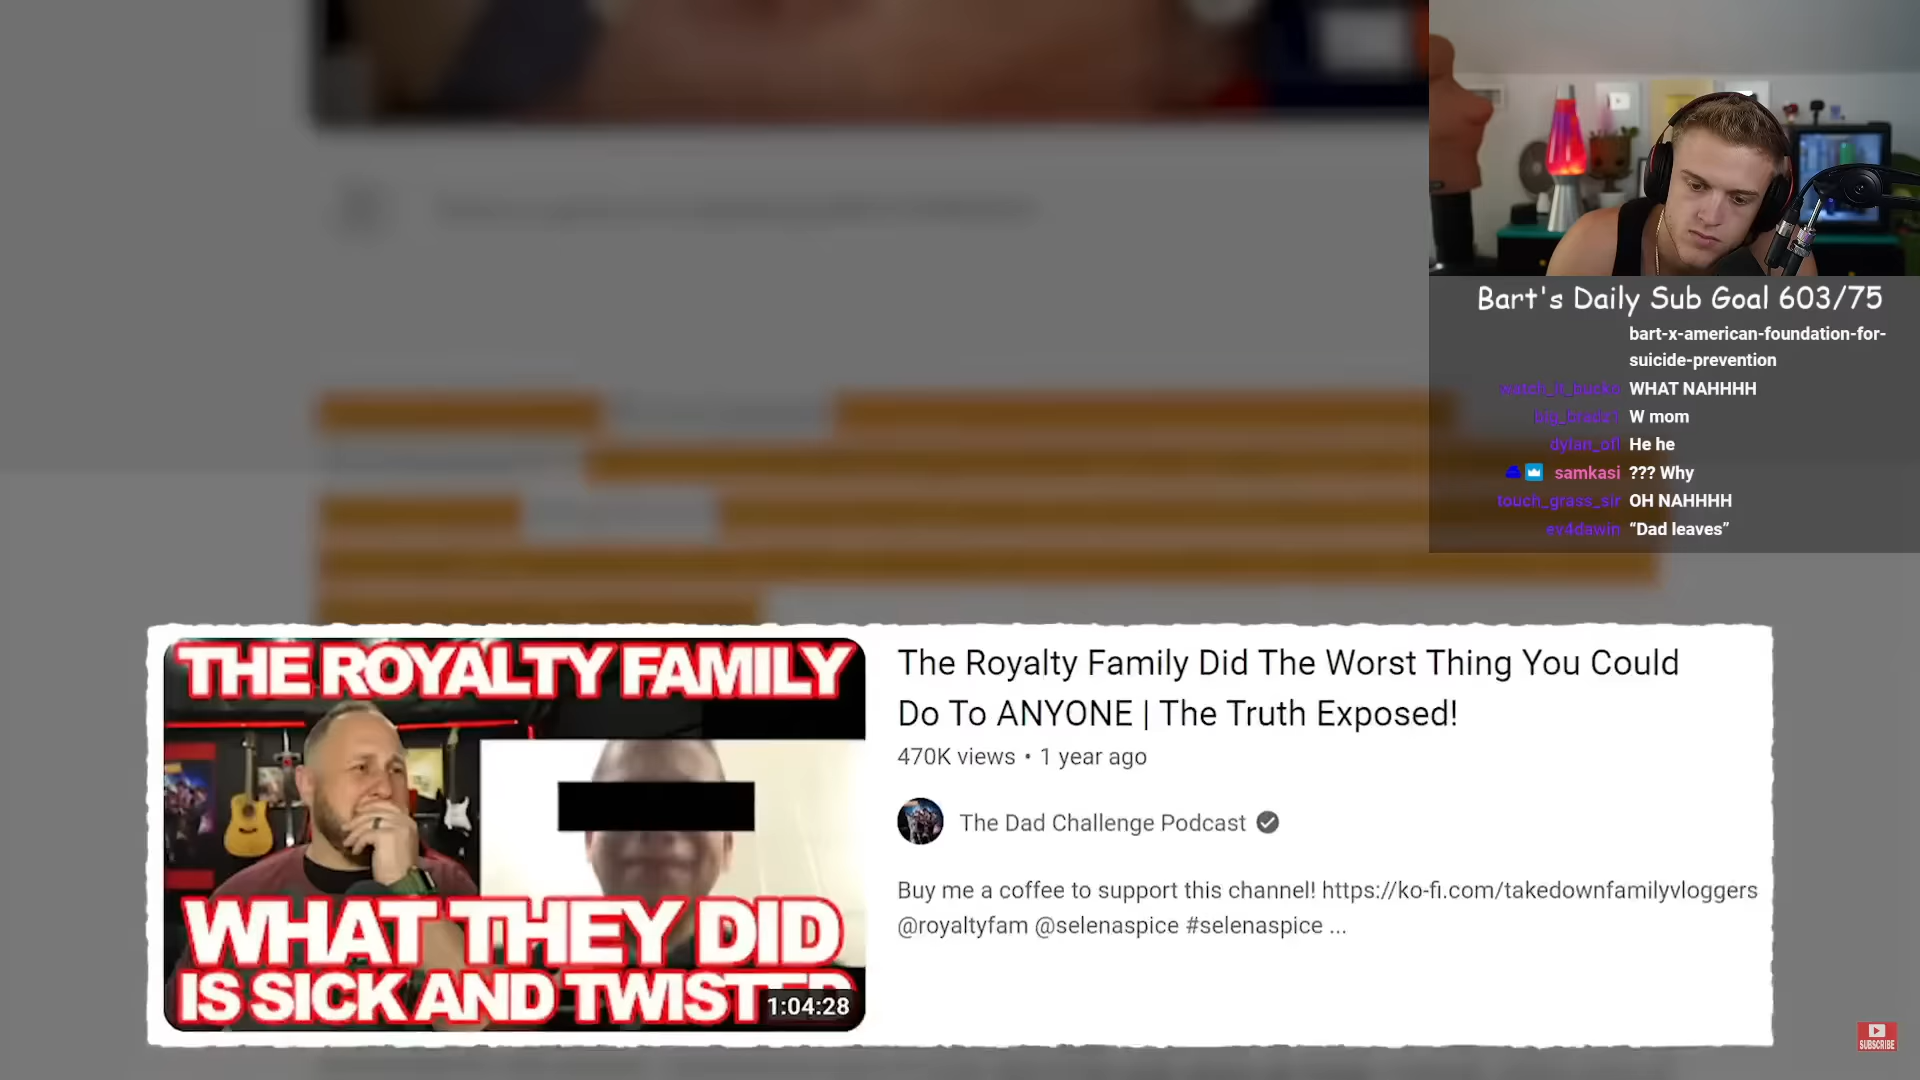 Bart's Daily Sub Goal 603/75
bart-x-american-foundation-for-
suicide-prevention
watch_it_bucko WHAT NAHHHH
W mom
dylan_ofl He he
samkasi ??? Why
touch_grass_sir OH NAHHHH
ev4dawin “Dad leaves”
THE ROYALTY FAMILY
WHAT THEY DID
IS SICK AND TWISTED
1:04:28
The Royalty Family Did The Worst Thing You Could
Do To ANYONE | The Truth Exposed!
470K views • 1 year ago
The Dad Challenge Podcast
Buy me a coffee to support this channel! https://ko-fi.com/takedownfamilyvloggers
@royaltyfam @selenaspice #selenaspice ...
SUBSCRIBE